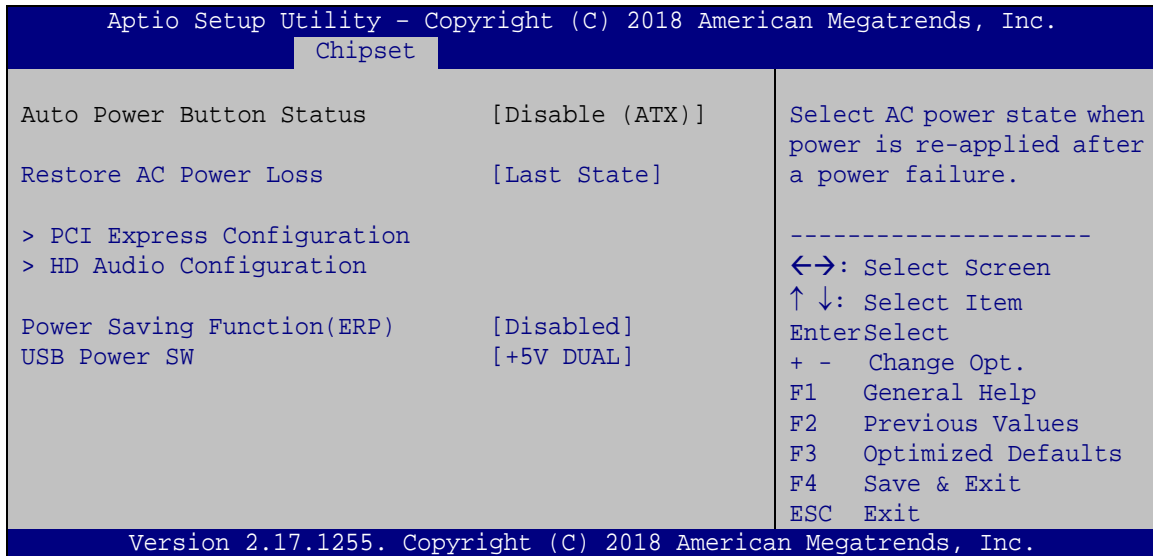 Aptio Setup Utility – Copyright (C) 2018 American Megatrends, Inc.
Chipset
Auto Power Button Status [Disable (ATX)]
Restore AC Power Loss [Last State]
> PCI Express Configuration
> HD Audio Configuration
Power Saving Function(ERP) [Disabled]
USB Power SW [+5V DUAL]
Select AC power state when
power is re-applied after
a power failure.
---------------------
←→: Select Screen
↑ ↓: Select Item
EnterSelect
+ - Change Opt.
F1 General Help
F2 Previous Values
F3 Optimized Defaults
F4 Save & Exit
ESC Exit
Version 2.17.1255. Copyright (C) 2018 American Megatrends, Inc.